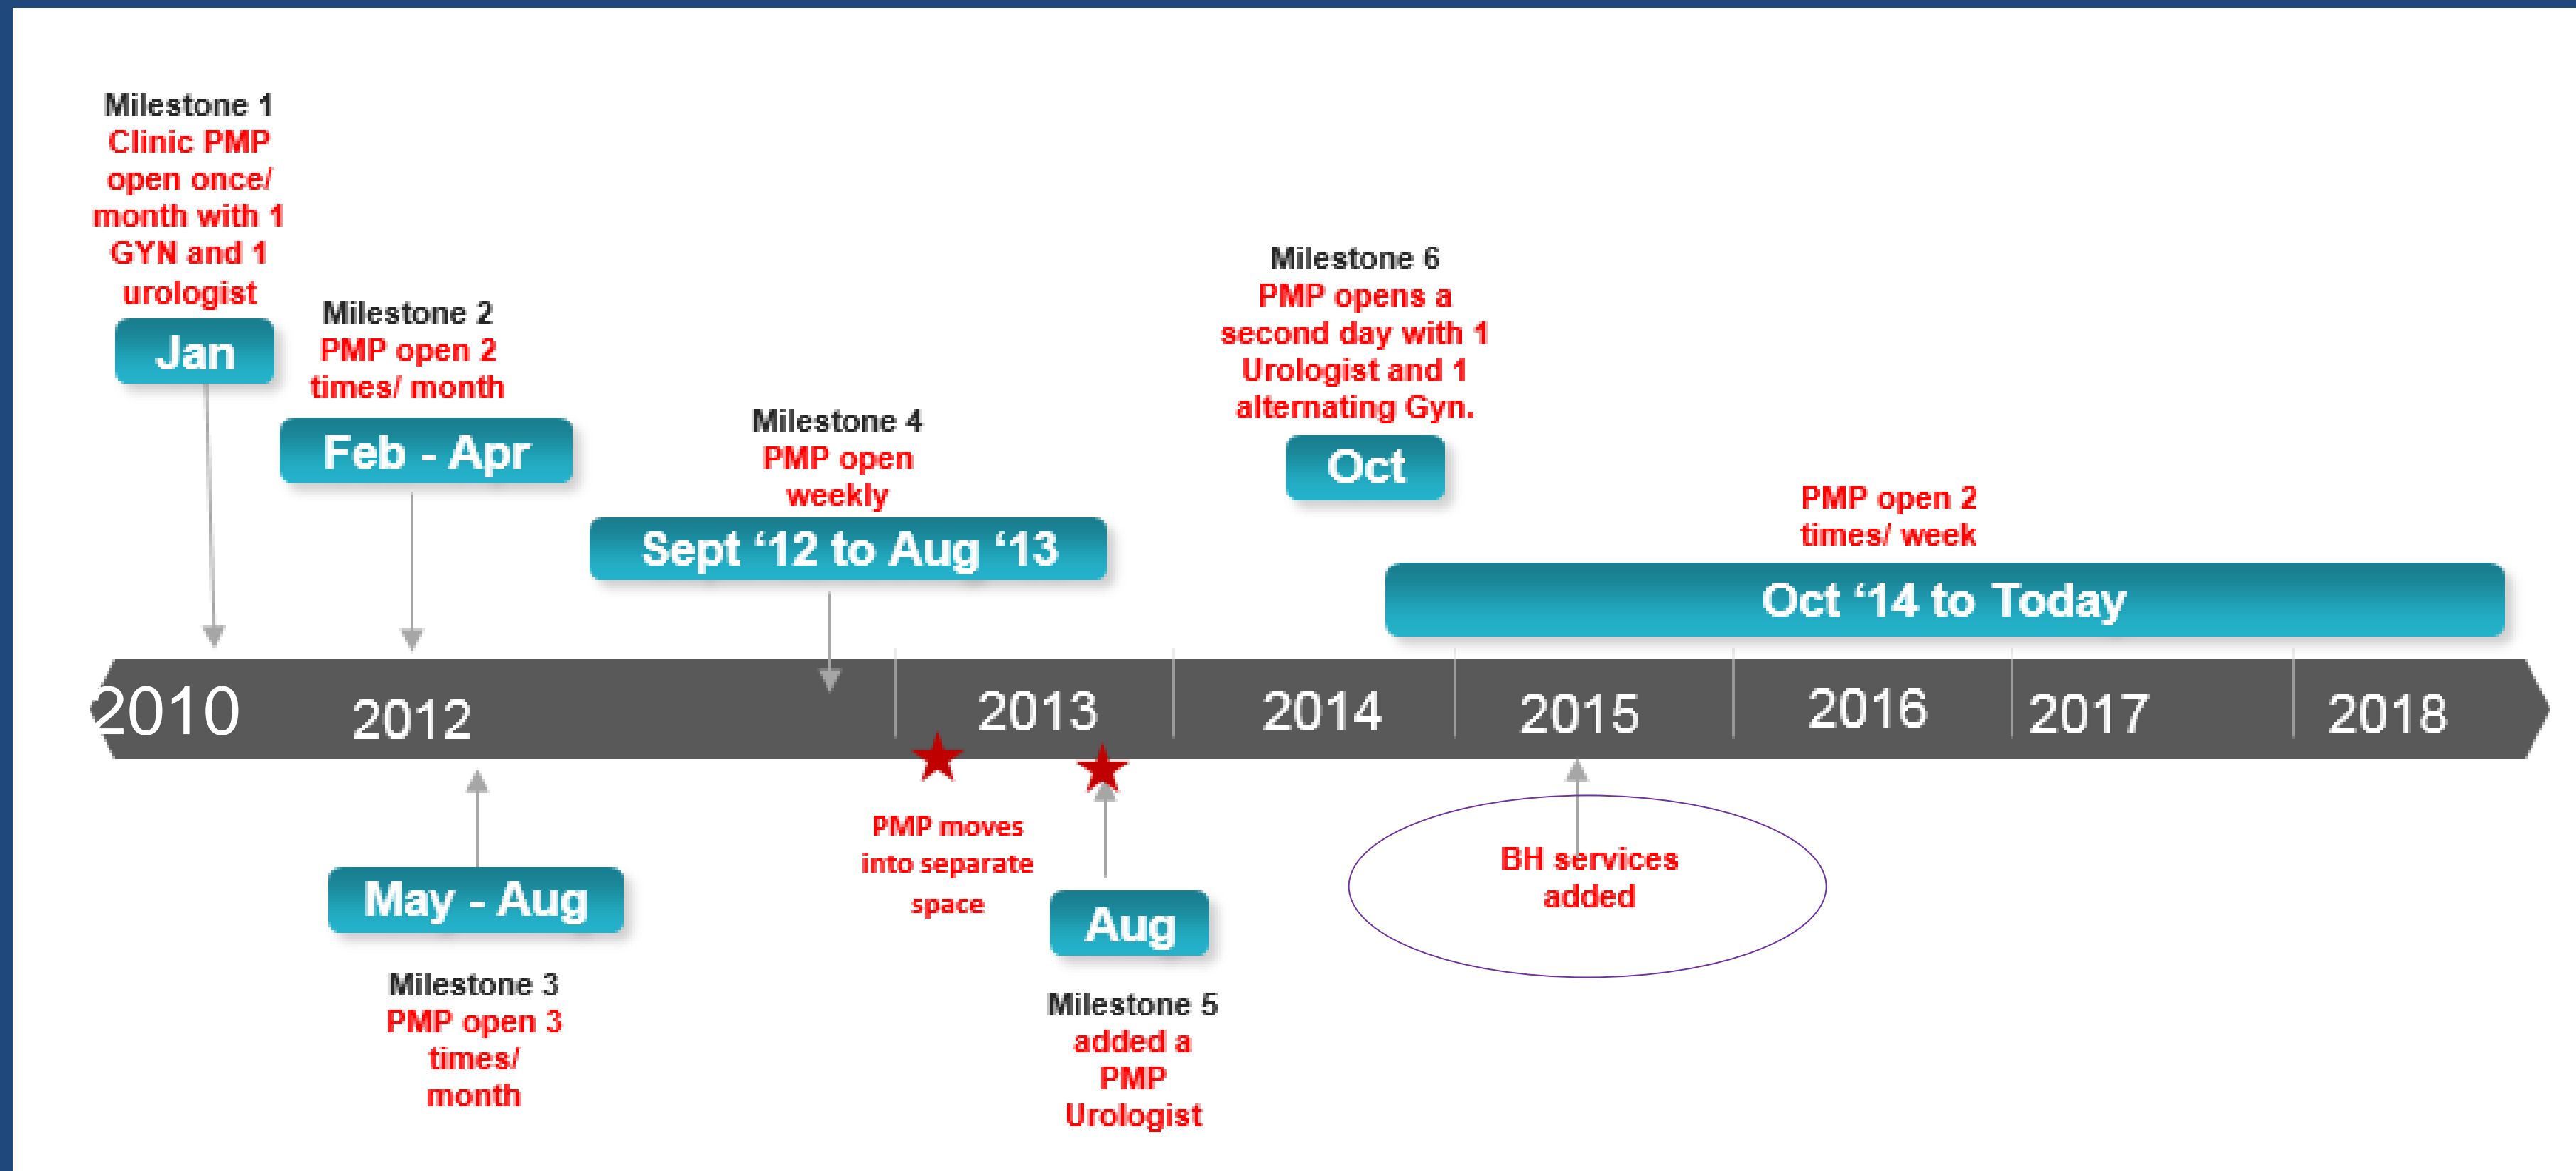 Milestone 1
Clinic PMP
open once/
month with 1
GYN and 1
urologist
Jan
Milestone 2
PMP open 2
times/ month
Feb - Apr
Milestone 4
PMP open
weekly
Sept ‘12 to Aug ‘13
Milestone 6
PMP opens a
second day with 1
Urologist and 1
alternating Gyn.
Oct
PMP open 2
times/ week
Oct ‘14 to Today
2010
2012
2013
2014
2015
2016
2017
2018
May - Aug
Milestone 3
PMP open 3
times/
month
PMP moves
into separate
space
Aug
Milestone 5
added a
PMP
Urologist
BH services
added